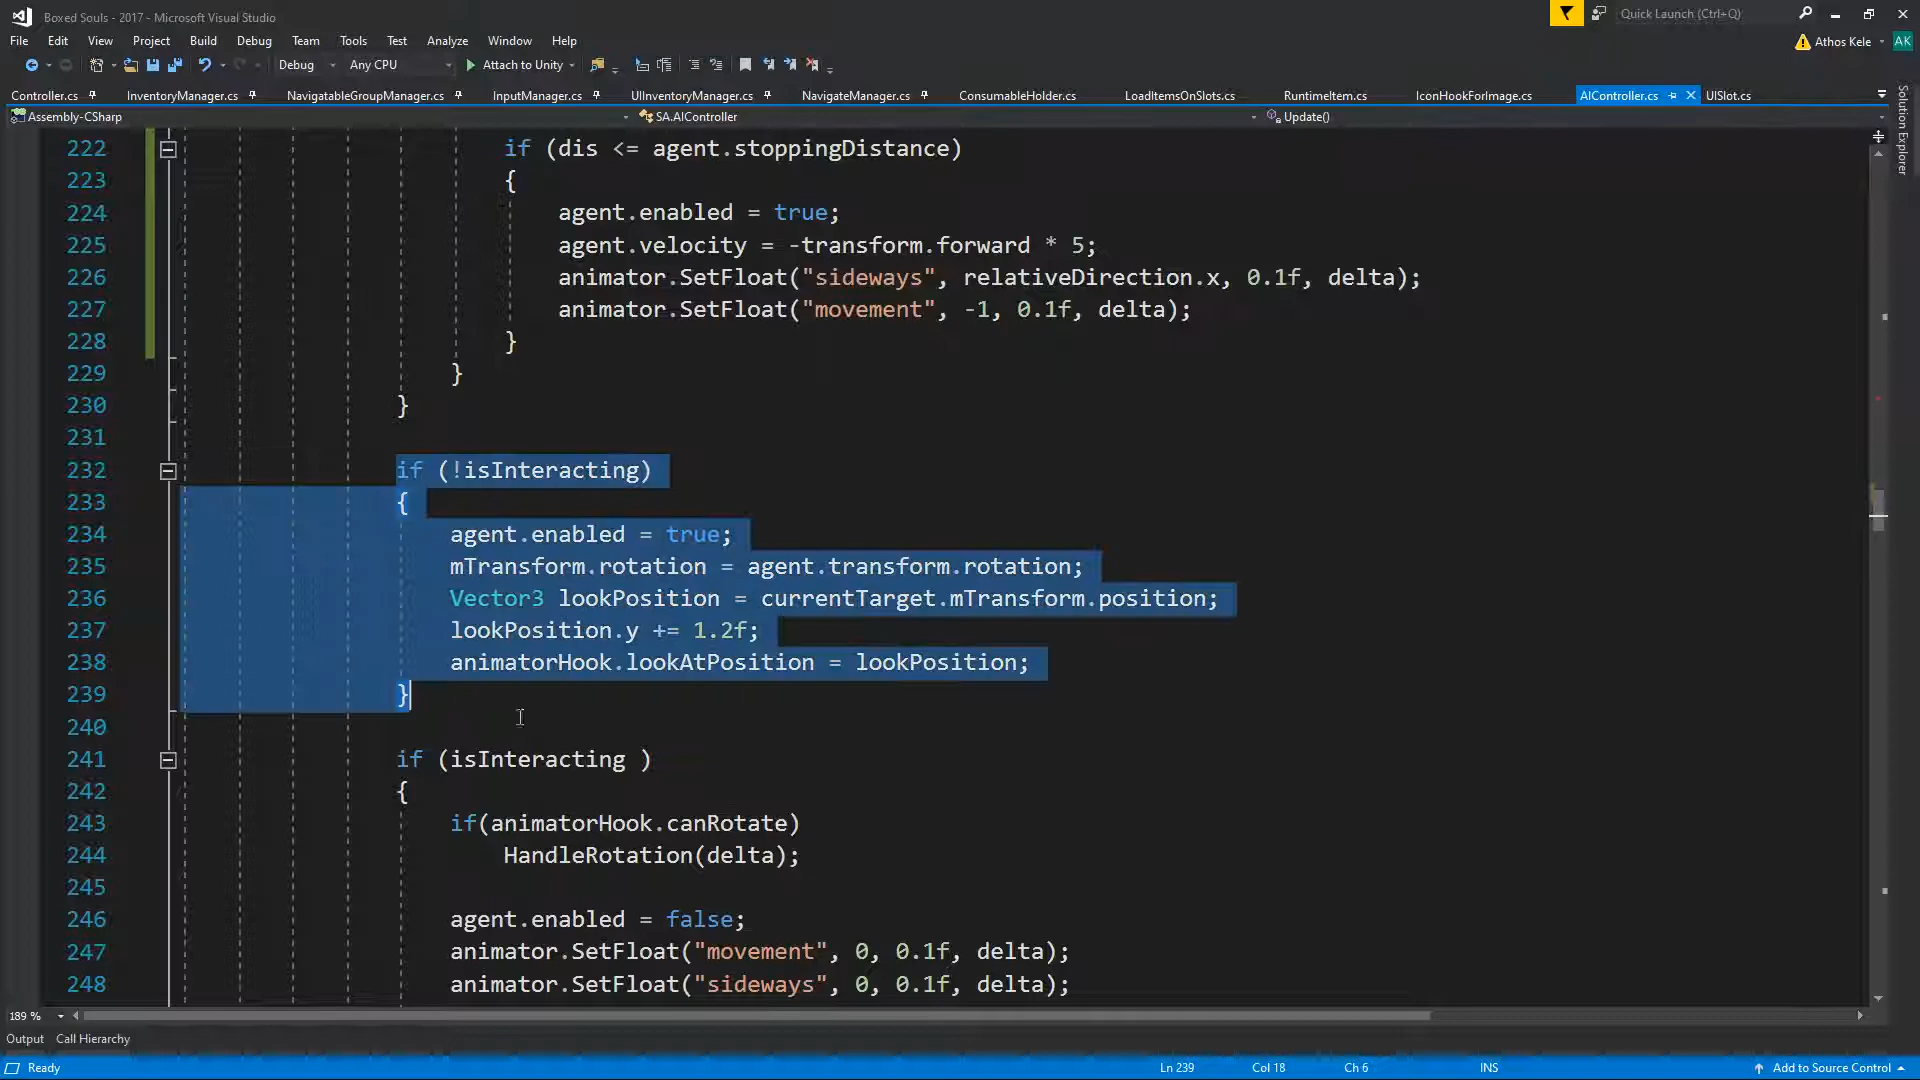 Boxed Souls - 2017 - Microsoft Visual Studio
Quick Launch (Ctrl+Q)
File Edit View Project Build Debug Team Tools Test Analyze Window Help
Athos Kele AK
Debug Any CPU Attach to Unity
Controller.cs InventoryManager.cs NavigatableGroupManager.cs InputManager.cs UIInventoryManager.cs NavigateManager.cs ConsumableHolder.cs LoadItemsOnSlots.cs RuntimeItem.cs IconHookForImage.cs AIController.cs UISlot.cs
Solution Explorer
Assembly-CSharp SA.AIController Update()
222 if (dis <= agent.stoppingDistance)
223 {
224 agent.enabled = true;
225 agent.velocity = -transform.forward * 5;
226 animator.SetFloat("sideways", relativeDirection.x, 0.1f, delta);
227 animator.SetFloat("movement", -1, 0.1f, delta);
228 }
229 }
230 }
231
232 if (!isInteracting)
233 {
234 agent.enabled = true;
235 mTransform.rotation = agent.transform.rotation;
236 Vector3 lookPosition = currentTarget.mTransform.position;
237 lookPosition.y += 1.2f;
238 animatorHook.lookAtPosition = lookPosition;
239 }
240
241 if (isInteracting )
242 {
243 if(animatorHook.canRotate)
244 HandleRotation(delta);
245
246 agent.enabled = false;
247 animator.SetFloat("movement", 0, 0.1f, delta);
248 animator.SetFloat("sideways", 0, 0.1f, delta);
189 %
Output Call Hierarchy
Ready Ln 239 Col 18 Ch 6 INS Add to Source Control